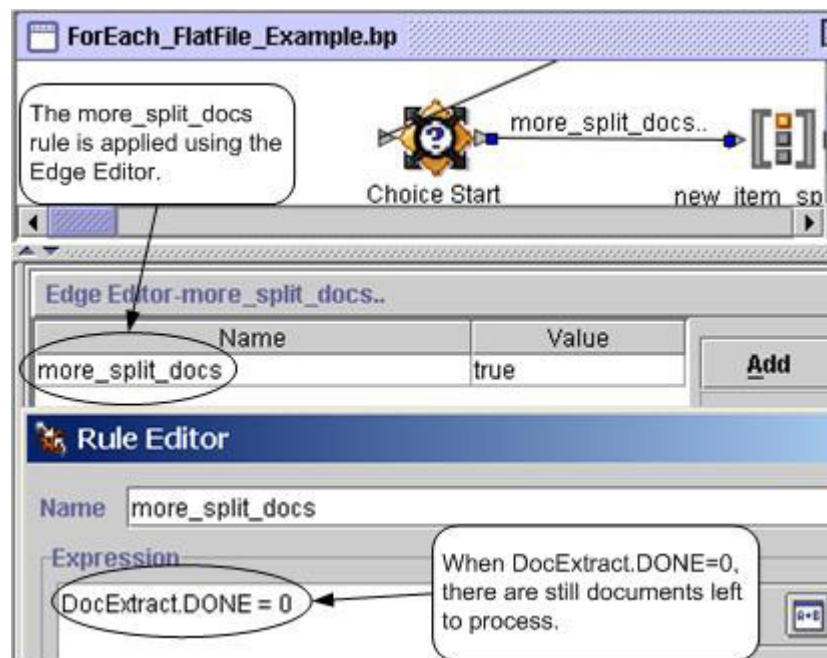 ForEach_FlatFile_Example.bp
The more_split_docs
rule is applied using the
Edge Editor.
more_split_docs..
Choice Start
new_item_sp
Edge Editor-more_split_docs..
Name Value
more_split_docs true
Add
Rule Editor
Name more_split_docs
Expression
DocExtract.DONE = 0
When DocExtract.DONE=0,
there are still documents left
to process.